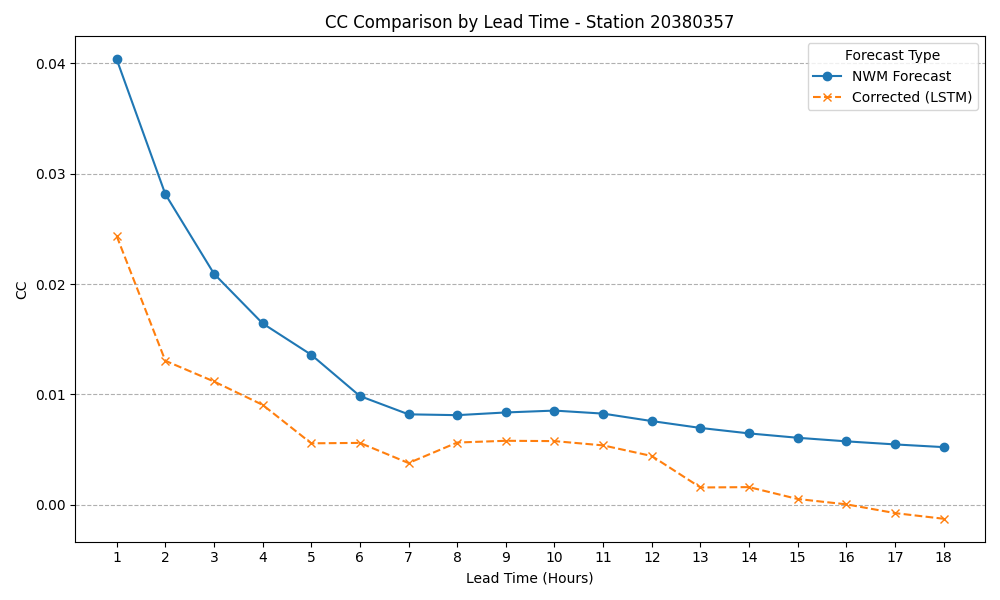 CC Comparison by Lead Time - Station 20380357
Forecast Type
NWM Forecast
Corrected (LSTM)
CC
0.04
0.03
0.02
0.01
0.00
1 2 3 4 5 6 7 8 9 10 11 12 13 14 15 16 17 18
Lead Time (Hours)